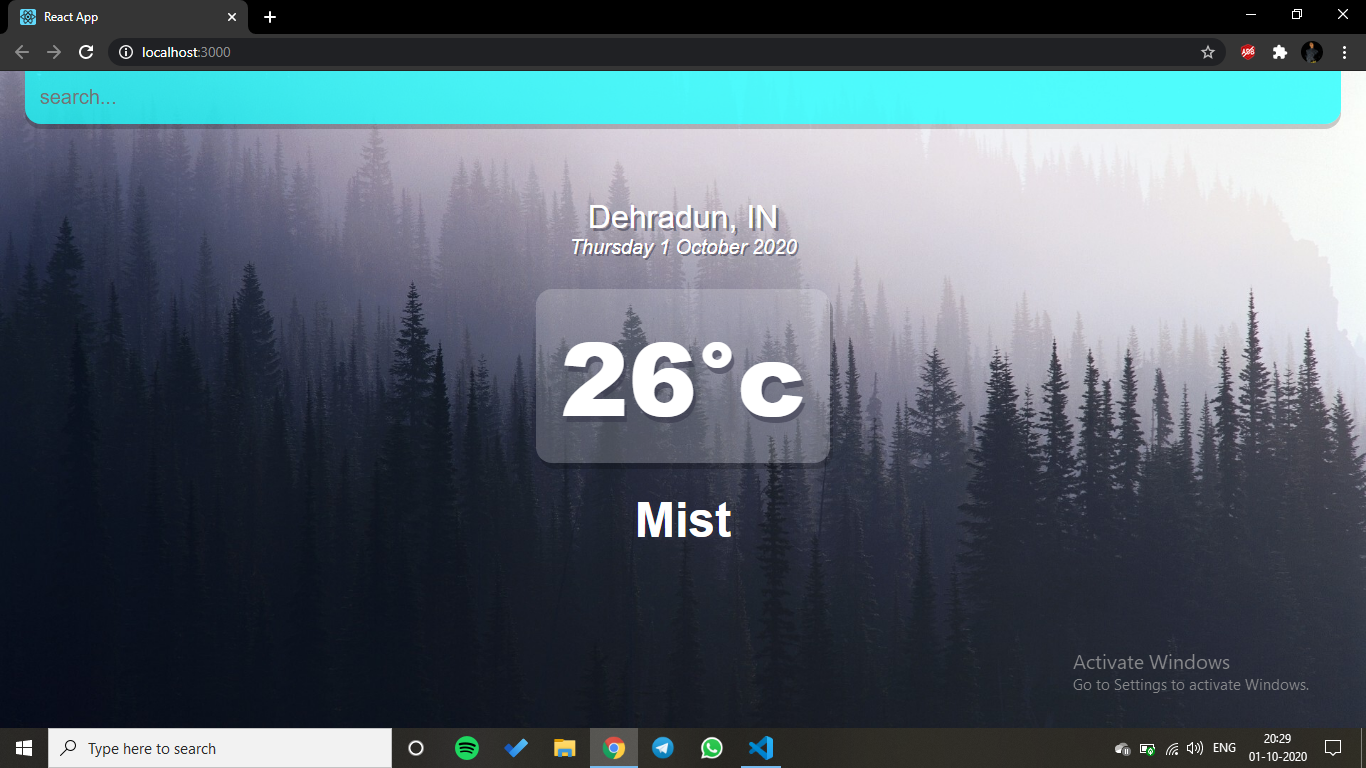 React App
localhost:3000
ADS
search...
Dehradun, IN
Thursday 1 October 2020
26°c
Mist
Activate Windows
Go to Settings to activate Windows.
Type here to search
ENG
20:29
01-10-2020